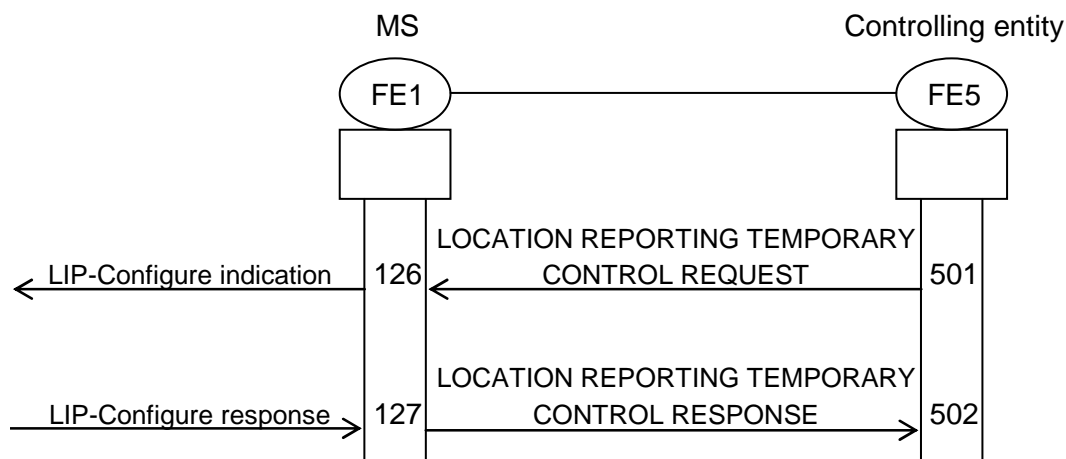 MS
Controlling entity
FE1
FE5
LOCATION REPORTING TEMPORARY
LIP-Configure indication
126
CONTROL REQUEST
501
LOCATION REPORTING TEMPORARY
LIP-Configure response
127
CONTROL RESPONSE
502